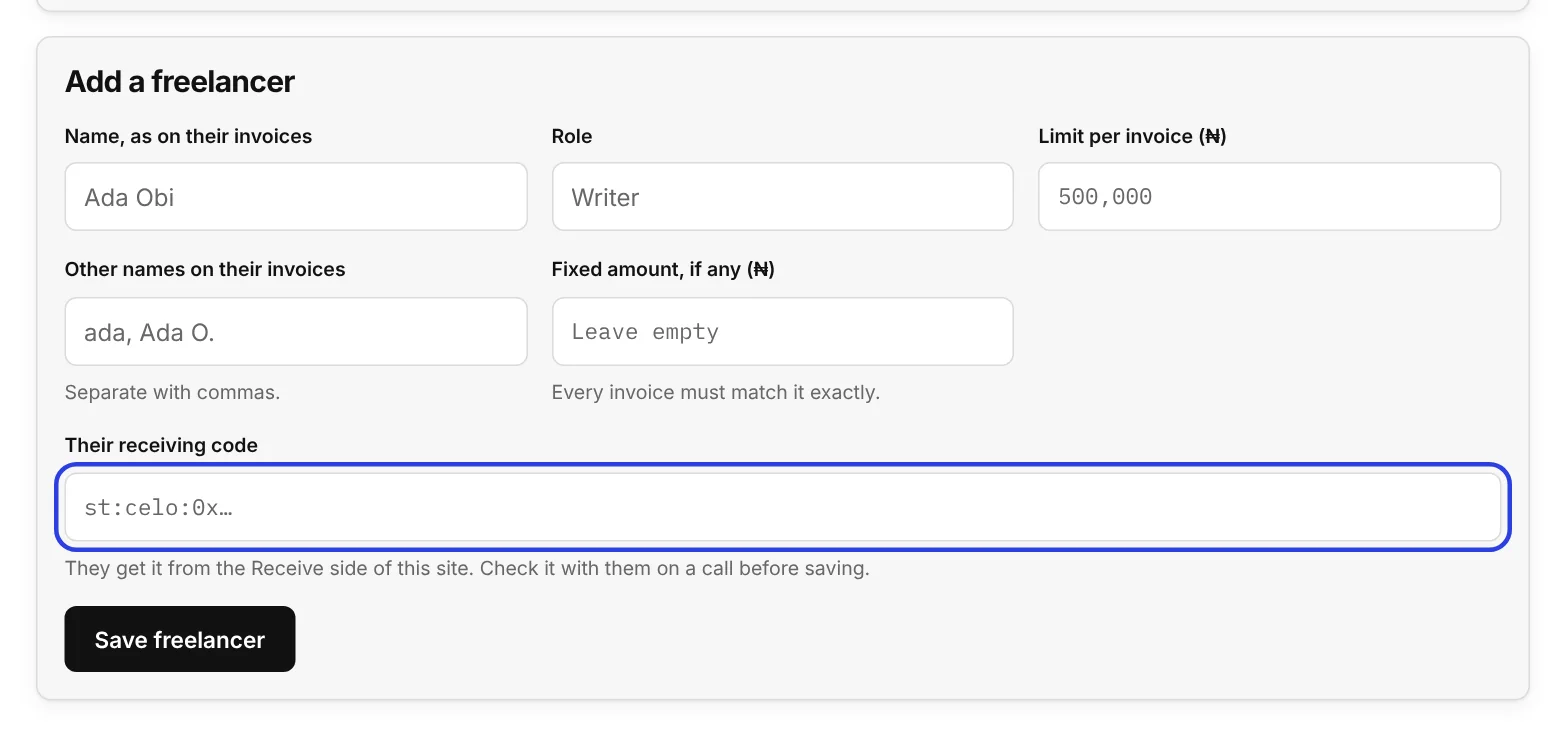 Add a freelancer
Name, as on their invoices
Role
Limit per invoice (₦)
Ada Obi
Writer
500,000
Other names on their invoices
Fixed amount, if any (₦)
ada, Ada O.
Leave empty
Separate with commas.
Every invoice must match it exactly.
Their receiving code
st:celo:0x…
They get it from the Receive side of this site. Check it with them on a call before saving.
Save freelancer